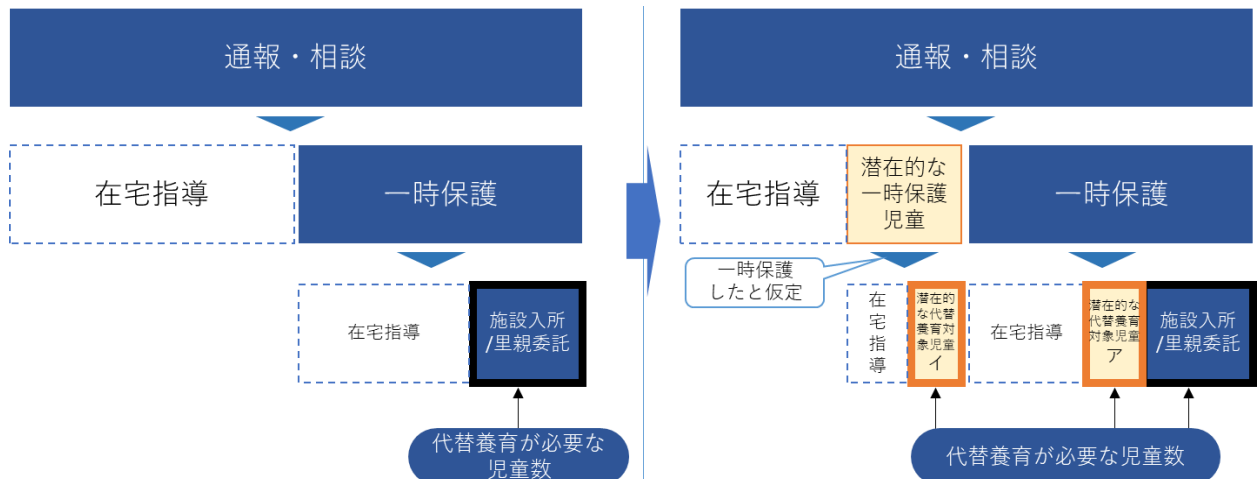 通報・相談
在宅指導
一時保護
在宅指導
施設入所
/里親委託
代替養育が必要な
児童数
通報・相談
在宅指導
潜在的な
一時保護
児童
一時保護
一時保護
したと仮定
在宅指導
潜在的
な代替
養育対
象児童
イ
在宅指導
潜在的な
代替養育
対象児童
ア
施設入所
/里親委託
代替養育が必要な児童数